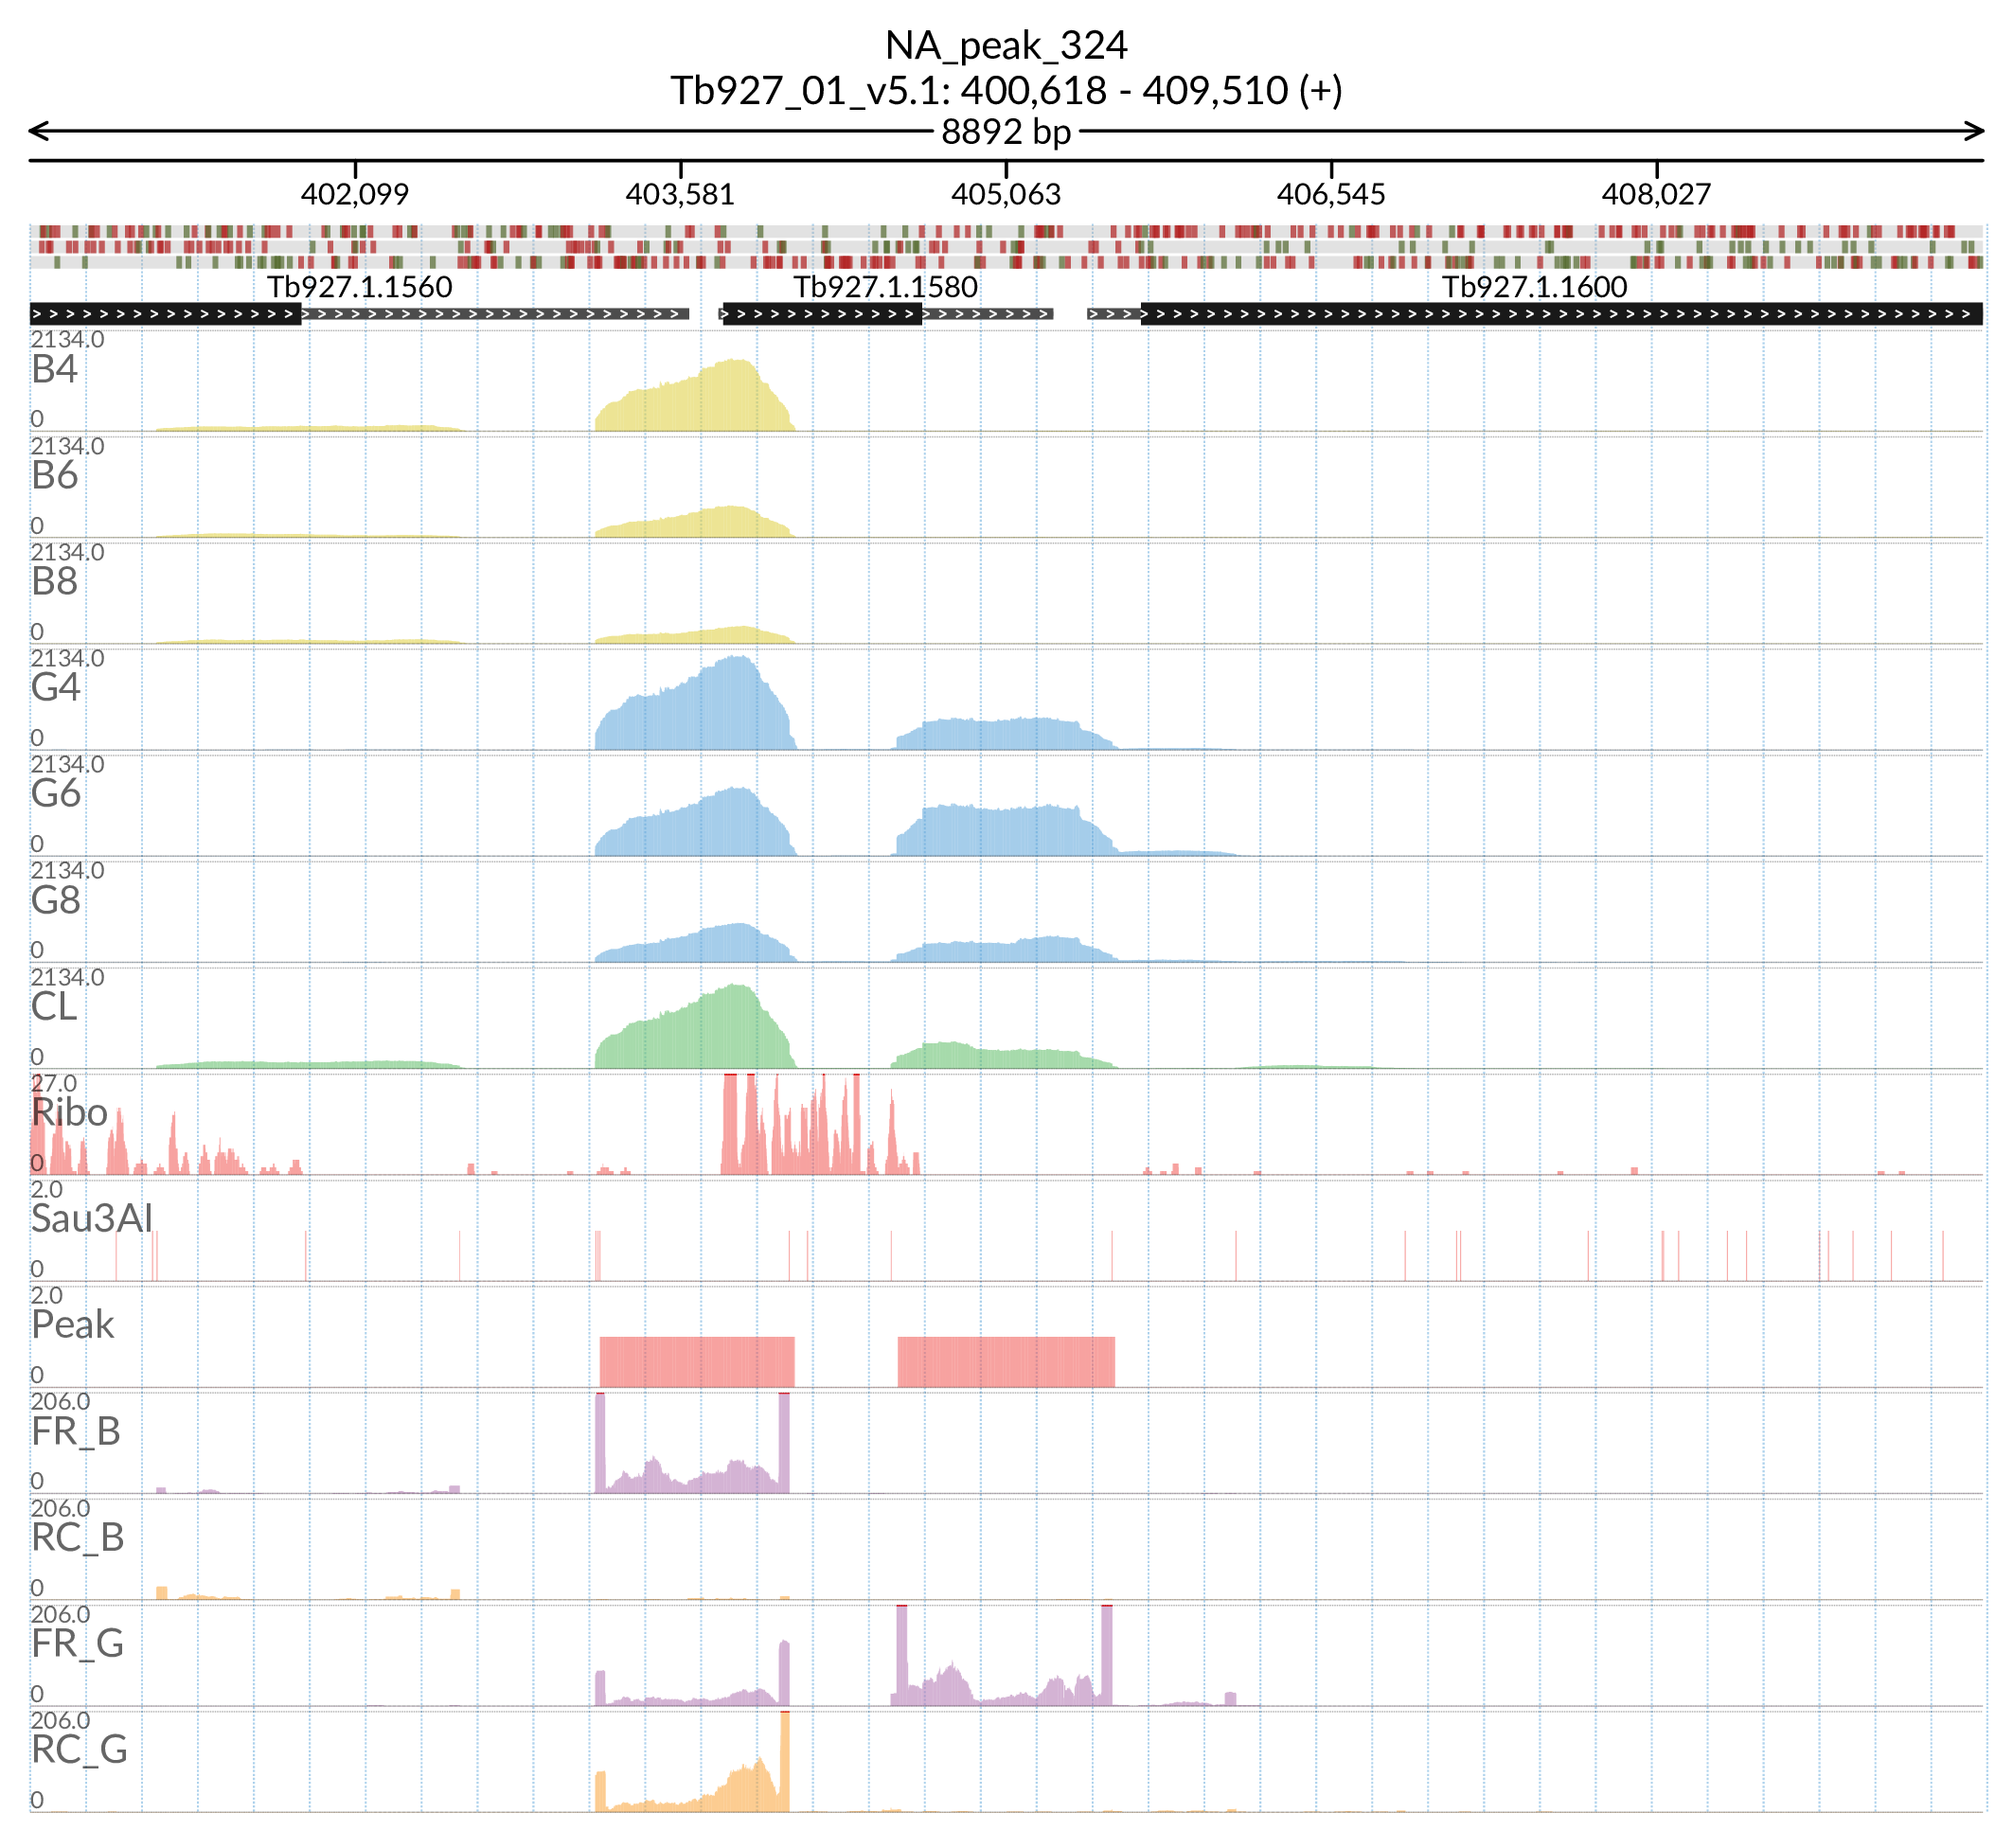 NA_peak_324
Tb927_01_v5.1: 400,618 - 409,510 (+)
8892 bp
402,099 403,581 405,063 406,545 408,027
Tb927.1.1560 Tb927.1.1580 Tb927.1.1600
2134.0
B4
0
2134.0
B6
0
2134.0
B8
0
2134.0
G4
0
2134.0
G6
0
2134.0
G8
0
2134.0
CL
0
27.0
Ribo
0
2.0
Sau3AI
0
2.0
Peak
0
206.0
FR_B
0
206.0
RC_B
0
206.0
FR_G
0
206.0
RC_G
0